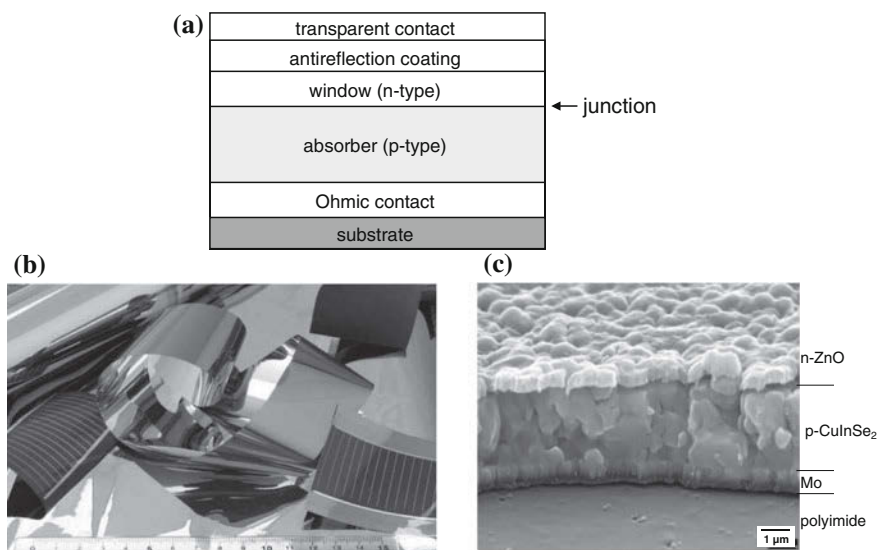 (a)
transparent contact
antireflection coating
window (n-type)
junction
absorber (p-type)
Ohmic contact
substrate
(b)
(c)
n-ZnO
p-CuInSe₂
Mo
polyimide
1 µm